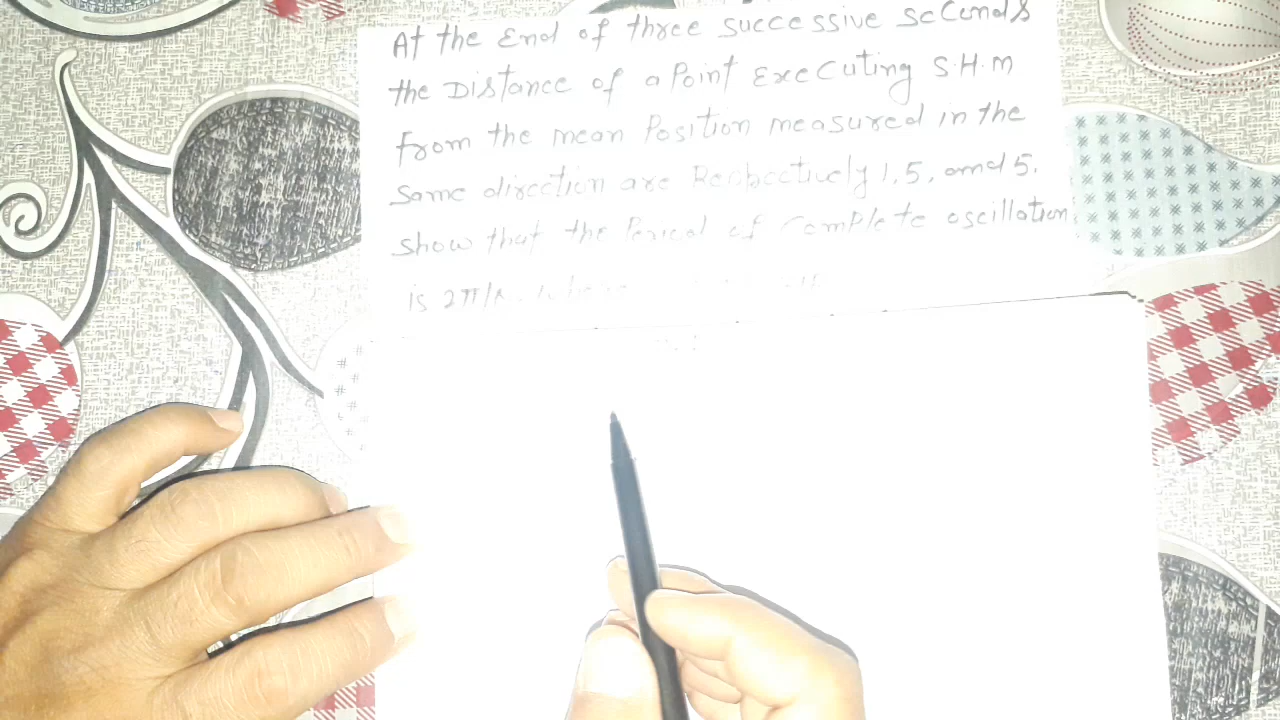 At the End of three successive seconds
the Distance of a Point Executing S.H.M
from the mean Position measured in the
same direction are Respectively 1, 5, and 5.
show that the Period of complete oscillation
is 2π/